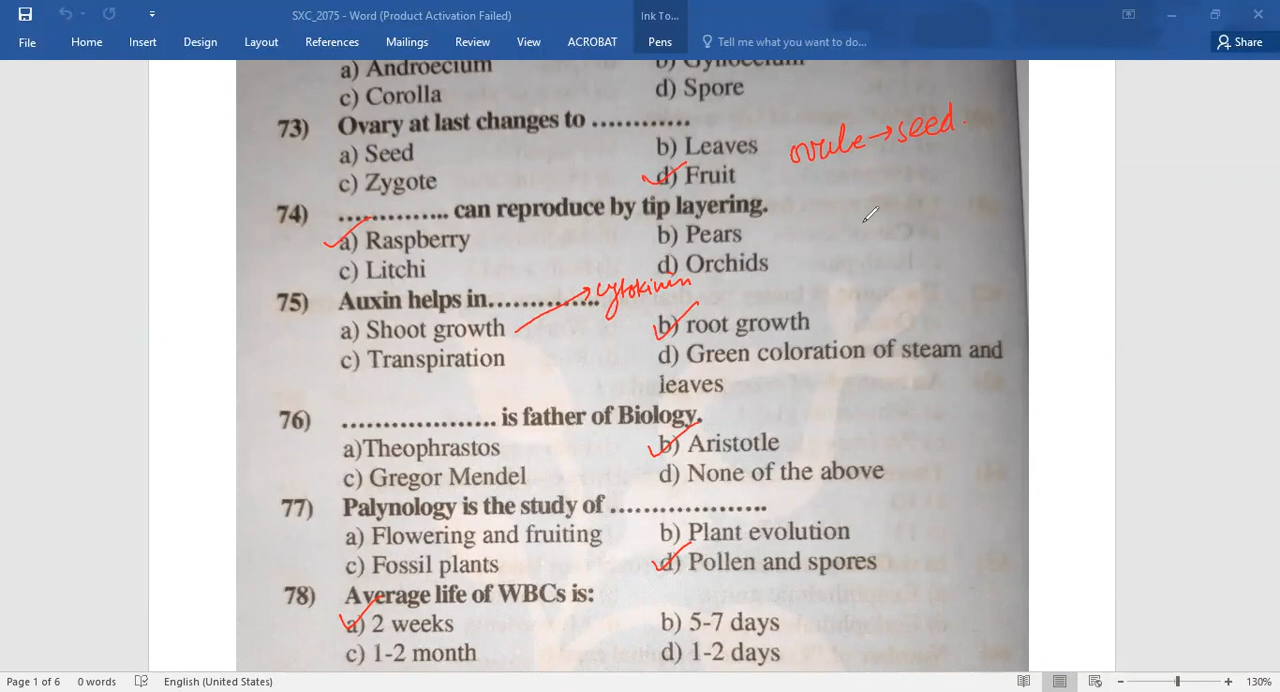 SXC_2075 - Word (Product Activation Failed)
Ink To...
File Home Insert Design Layout References Mailings Review View ACROBAT Pens Tell me what you want to do... Share
a) Androecium b) Gynoecium
c) Corolla d) Spore
73) Ovary at last changes to ............
ovule → seed.
a) Seed b) Leaves
c) Zygote d) Fruit
74) .............. can reproduce by tip layering.
a) Raspberry b) Pears
c) Litchi d) Orchids
75) Auxin helps in..............
cytokinin
a) Shoot growth b) root growth
c) Transpiration d) Green coloration of steam and
leaves
76) ................... is father of Biology.
a)Theophrastos b) Aristotle
c) Gregor Mendel d) None of the above
77) Palynology is the study of ...................
a) Flowering and fruiting b) Plant evolution
c) Fossil plants d) Pollen and spores
78) Average life of WBCs is:
a) 2 weeks b) 5-7 days
c) 1-2 month d) 1-2 days
Page 1 of 6 0 words English (United States) 130%